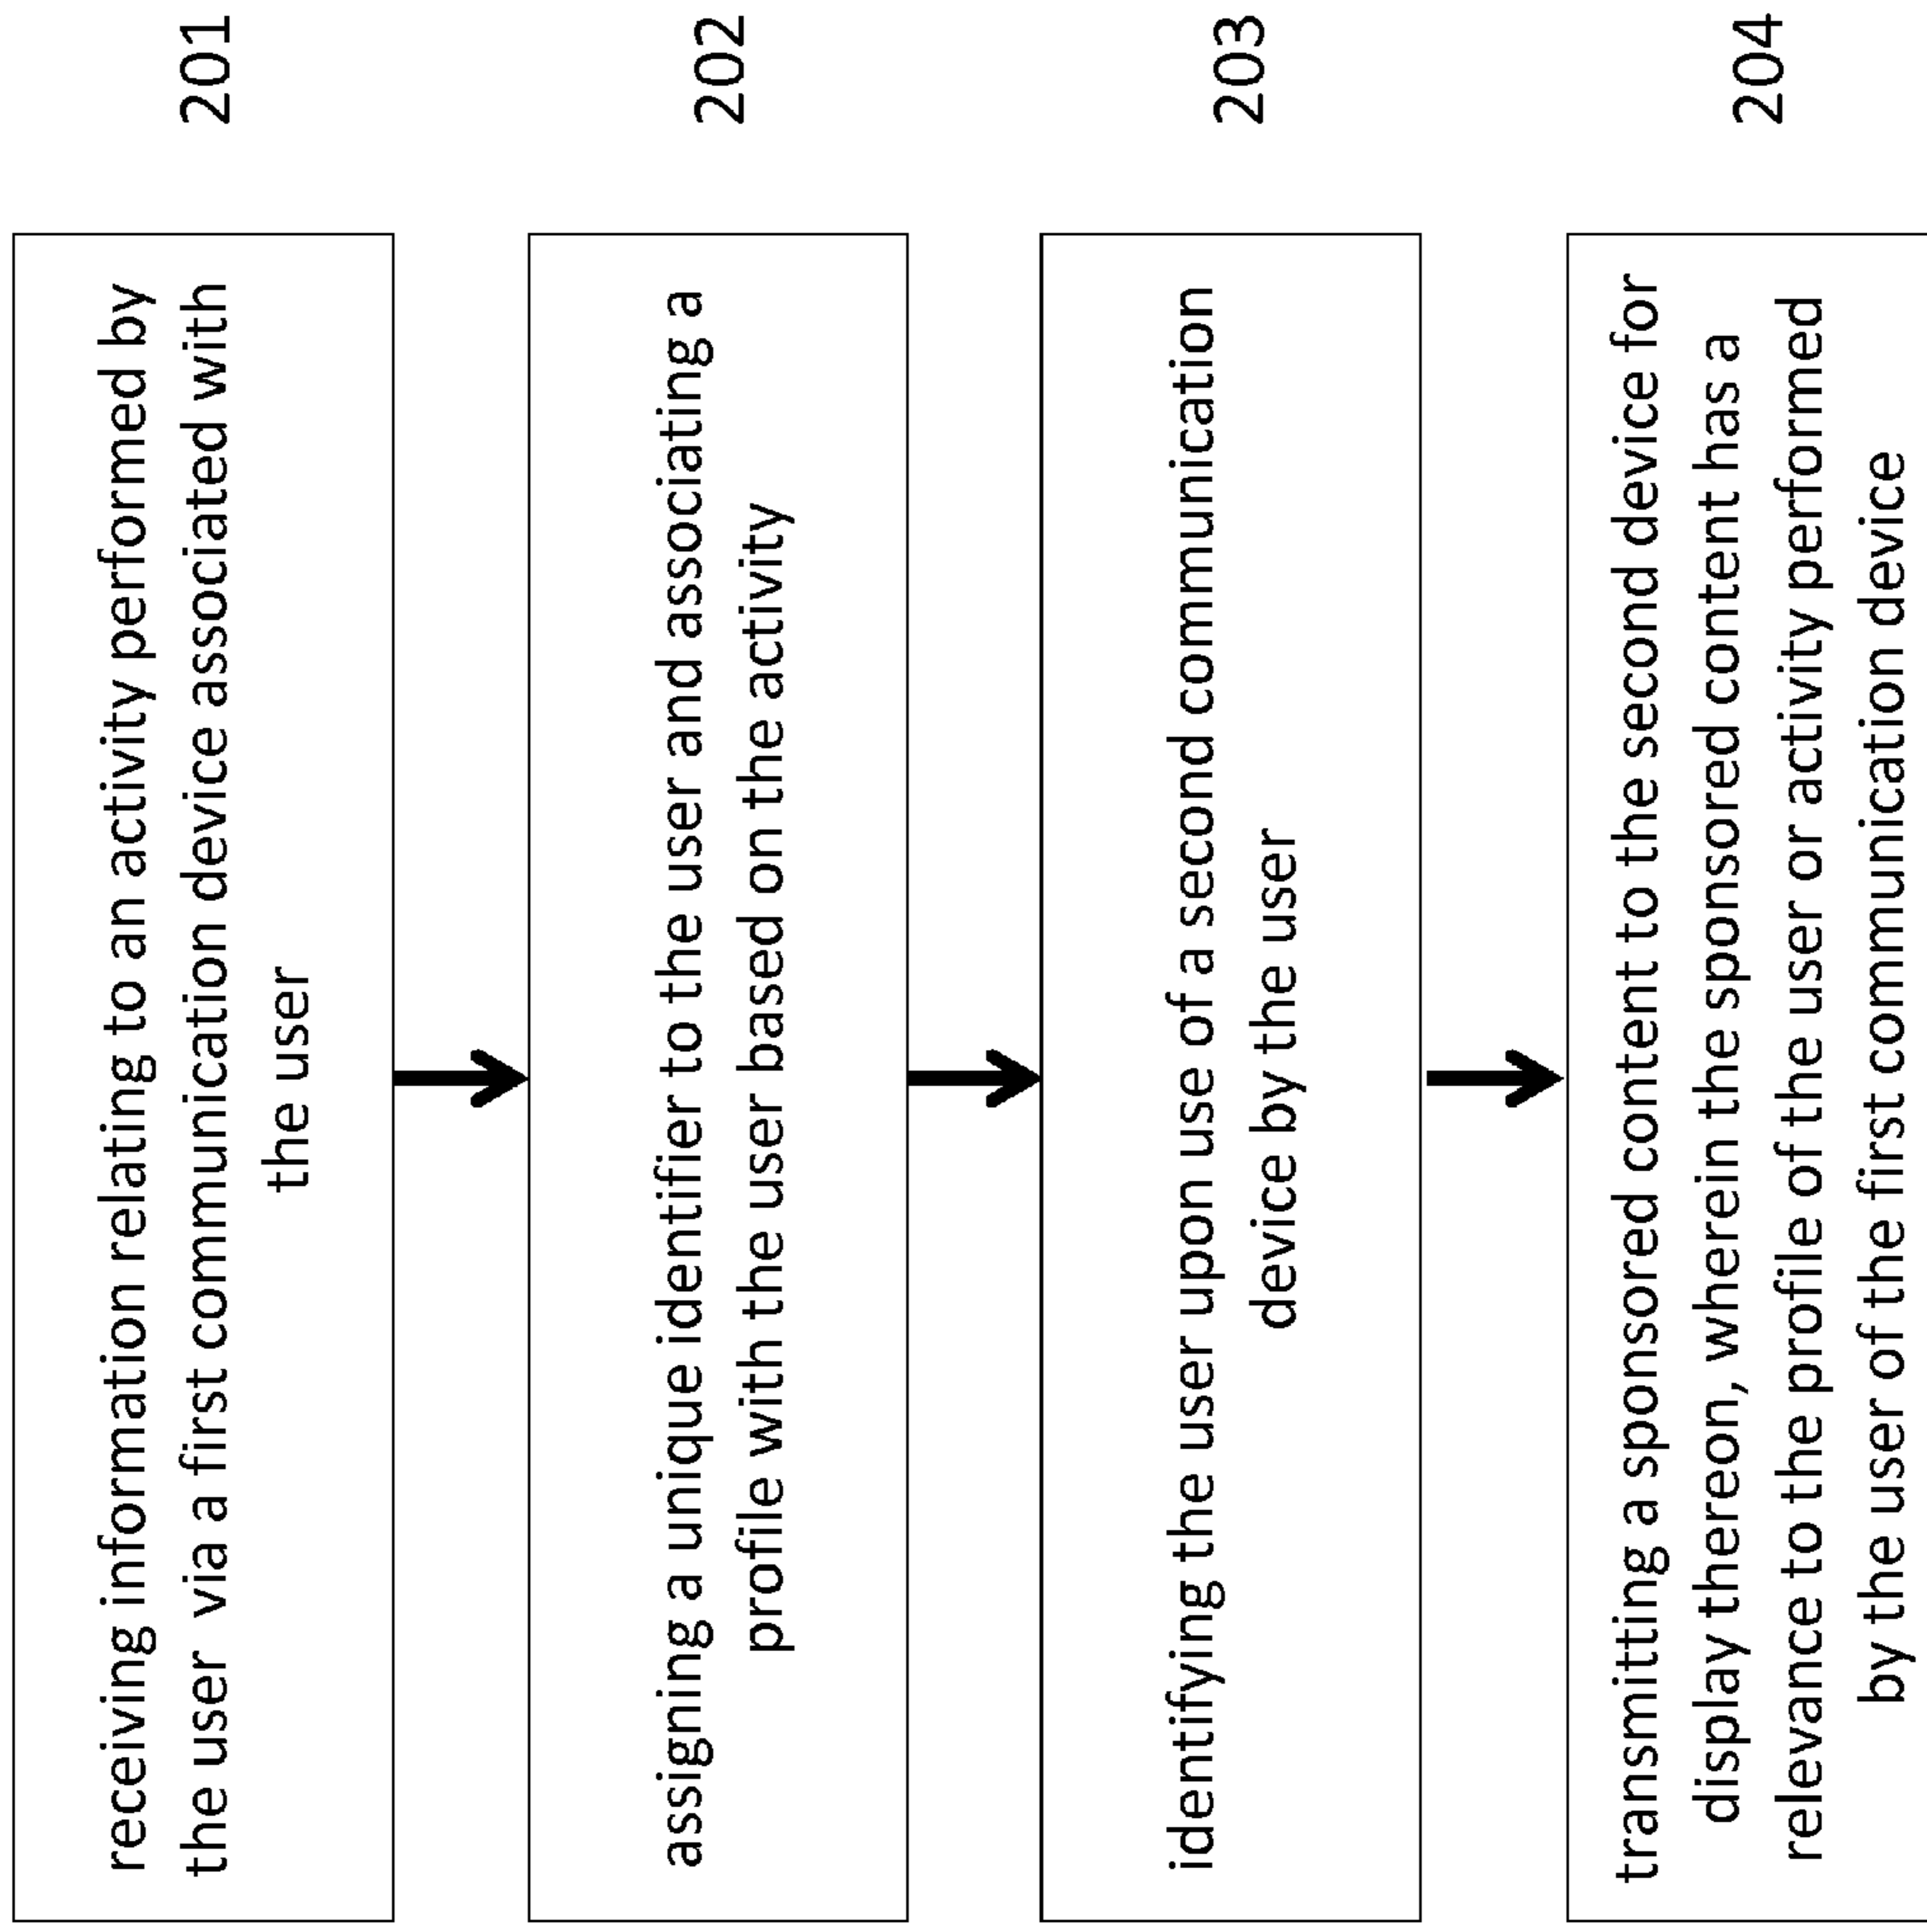 receiving information relating to an activity performed by
the user via a first communication device associated with
the user
201
assigning a unique identifier to the user and associating a
profile with the user based on the activity
202
identifying the user upon use of a second communication
device by the user
203
transmitting a sponsored content to the second device for
display thereon, wherein the sponsored content has a
relevance to the profile of the user or activity performed
by the user of the first communication device
204